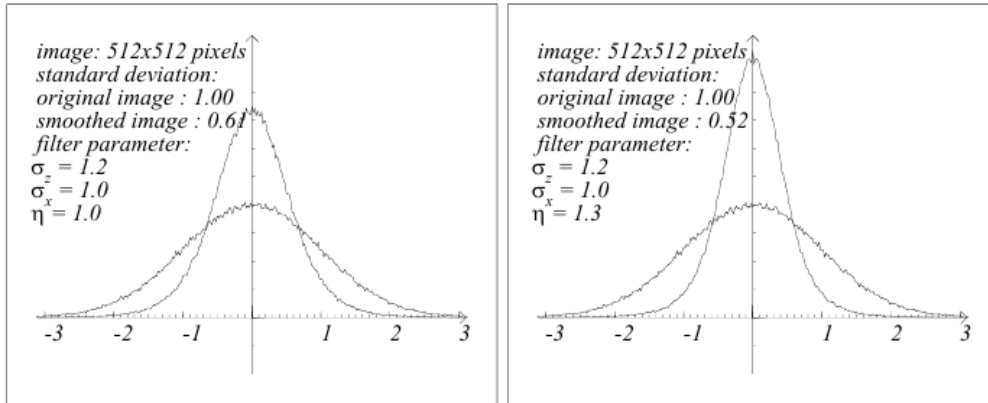 image: 512x512 pixels
standard deviation:
original image : 1.00
smoothed image : 0.61
filter parameter:
σz = 1.2
σx = 1.0
η = 1.0
-3 -2 -1 1 2 3
image: 512x512 pixels
standard deviation:
original image : 1.00
smoothed image : 0.52
filter parameter:
σz = 1.2
σx = 1.0
η = 1.3
-3 -2 -1 1 2 3